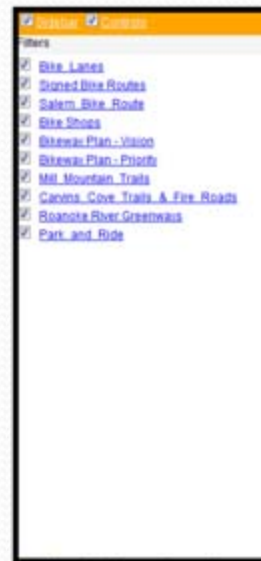 Sidebar Controls
Filters
Bike Lanes
Signed Bike Routes
Salem Bike Route
Bike Shops
Bikeway Plan - Vision
Bikeway Plan - Priority
Mill Mountain Trails
Carvins Cove Trails & Fire Roads
Roanoke River Greenways
Park and Ride